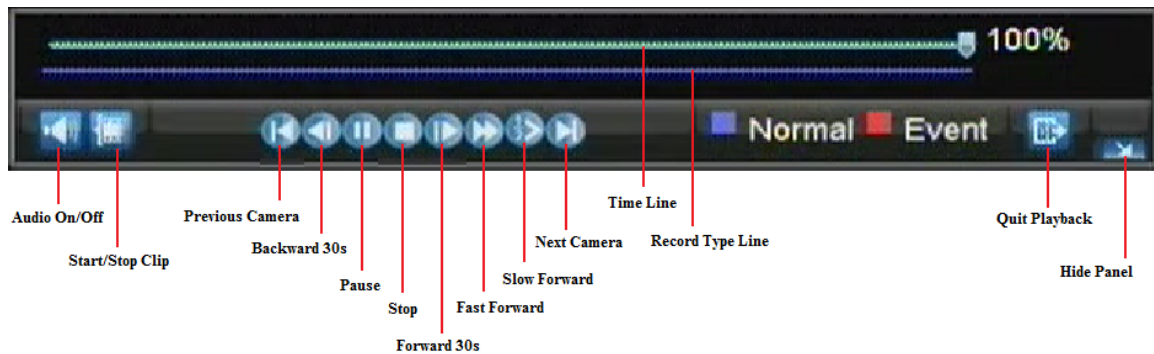 100%
Normal
Event
Audio On/Off
Previous Camera
Time Line
Quit Playback
Backward 30s
Next Camera
Record Type Line
Start/Stop Clip
Hide Panel
Pause
Slow Forward
Stop
Fast Forward
Forward 30s